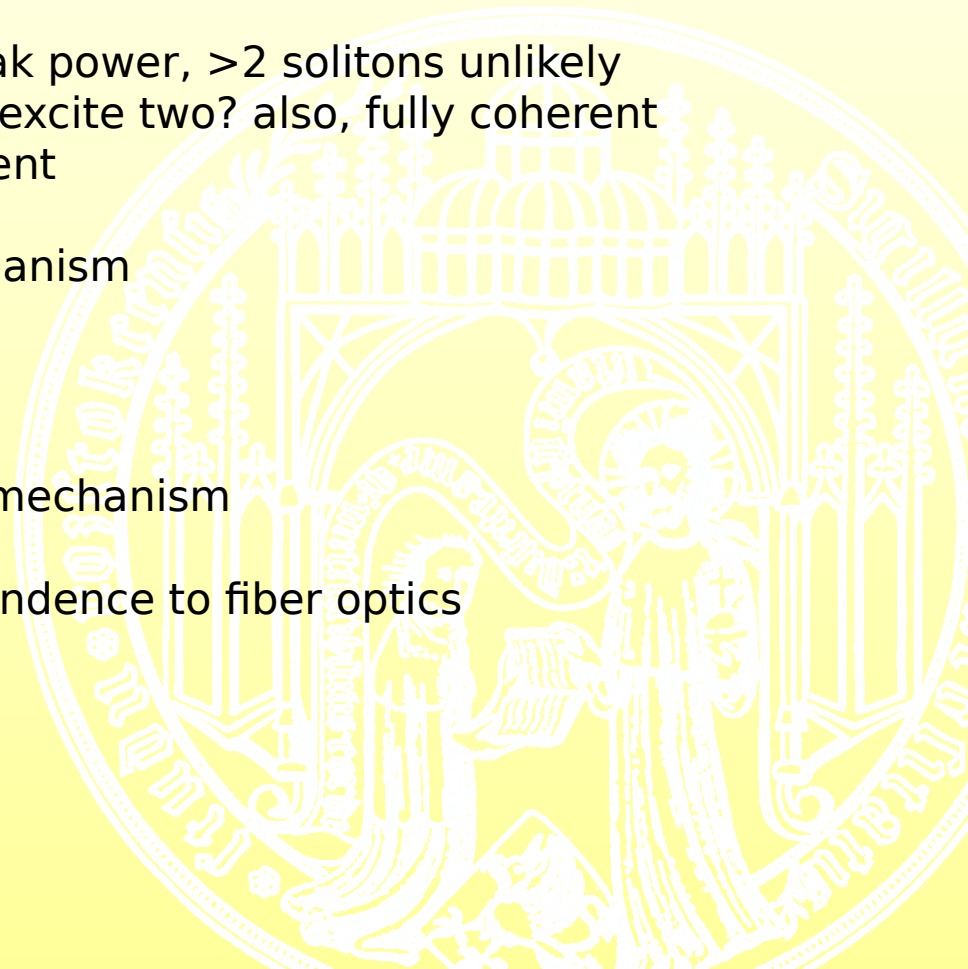 ak power, >2 solitons unlikely
excite two? also, fully coherent
ent
anism
mechanism
ndence to fiber optics